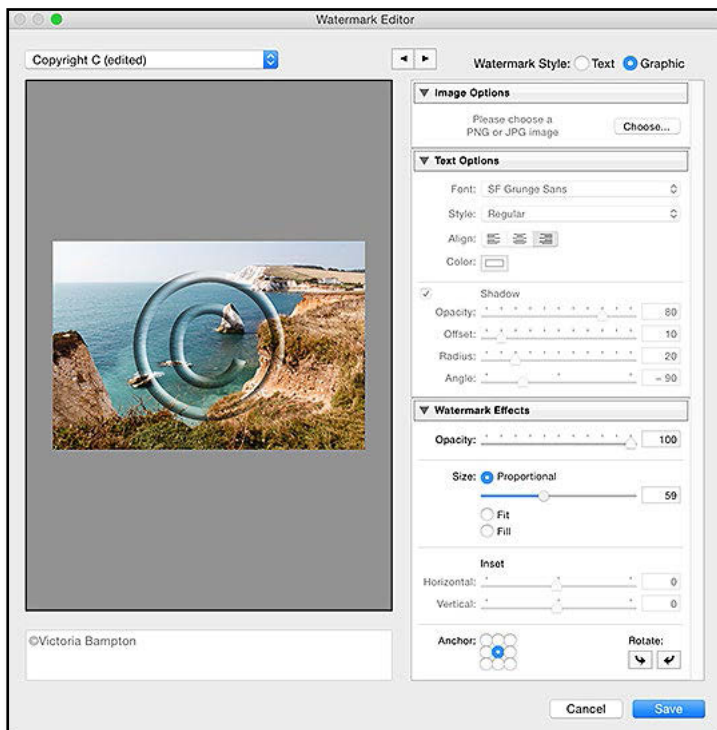 Watermark Editor
Copyright C (edited)
Watermark Style: Text Graphic
Image Options
Please choose a
PNG or JPG image
Choose...
Text Options
Font: SF Grunge Sans
Style: Regular
Align:
Color:
Shadow
Opacity: 80
Offset: 10
Radius: 20
Angle: - 90
Watermark Effects
Opacity: 100
Size: Proportional
59
Fit
Fill
Inset
Horizontal: 0
Vertical: 0
Anchor: Rotate:
©
©Victoria Bampton
Cancel Save